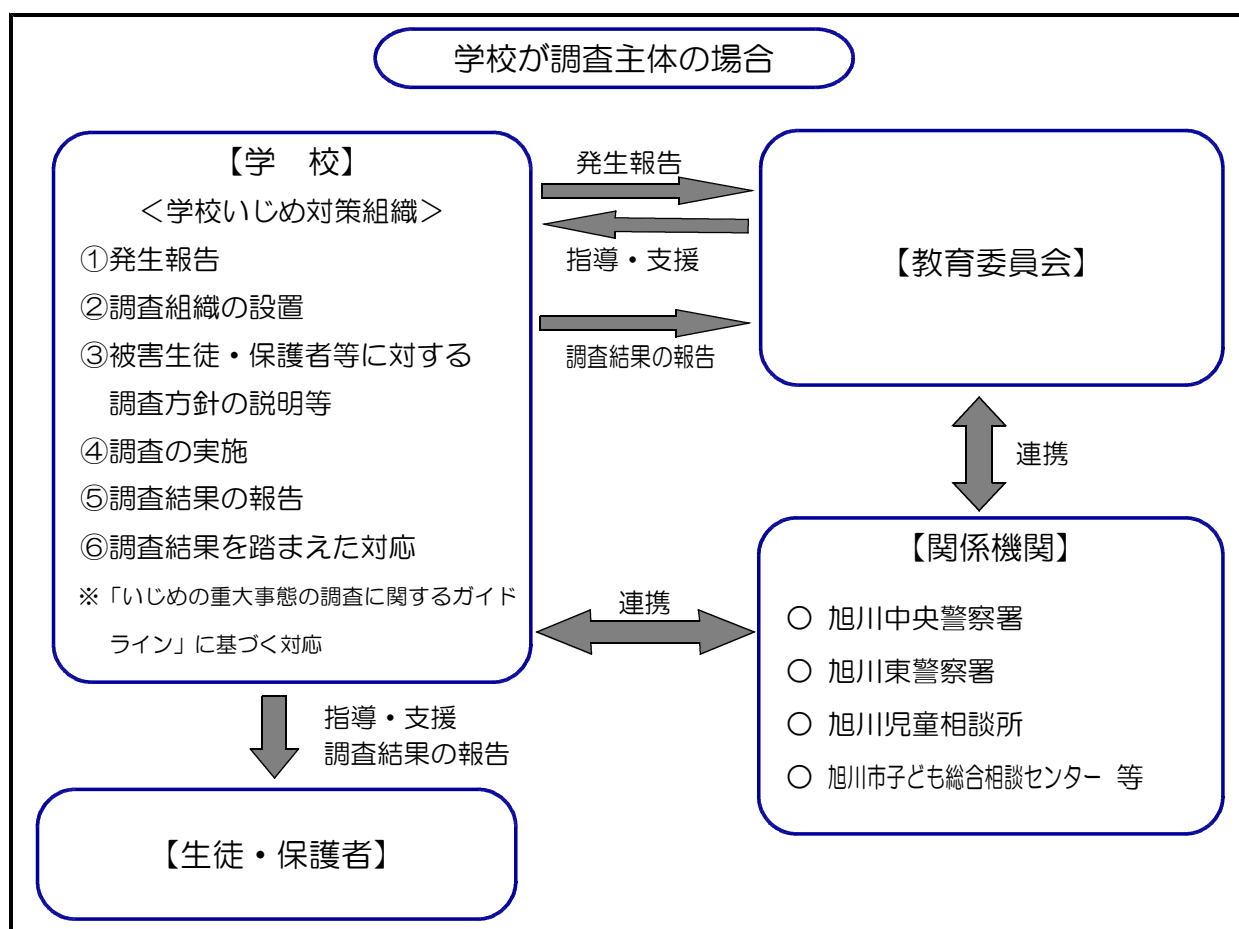 学校が調査主体の場合
【学　校】
＜学校いじめ対策組織＞
①発生報告
②調査組織の設置
③被害生徒・保護者等に対する
調査方針の説明等
④調査の実施
⑤調査結果の報告
⑥調査結果を踏まえた対応
※「いじめの重大事態の調査に関するガイド
ライン」に基づく対応
発生報告
指導・支援
調査結果の報告
【教育委員会】
連携
連携
【関係機関】
○ 旭川中央警察署
○ 旭川東警察署
○ 旭川児童相談所
○ 旭川市子ども総合相談センター 等
指導・支援
調査結果の報告
【生徒・保護者】